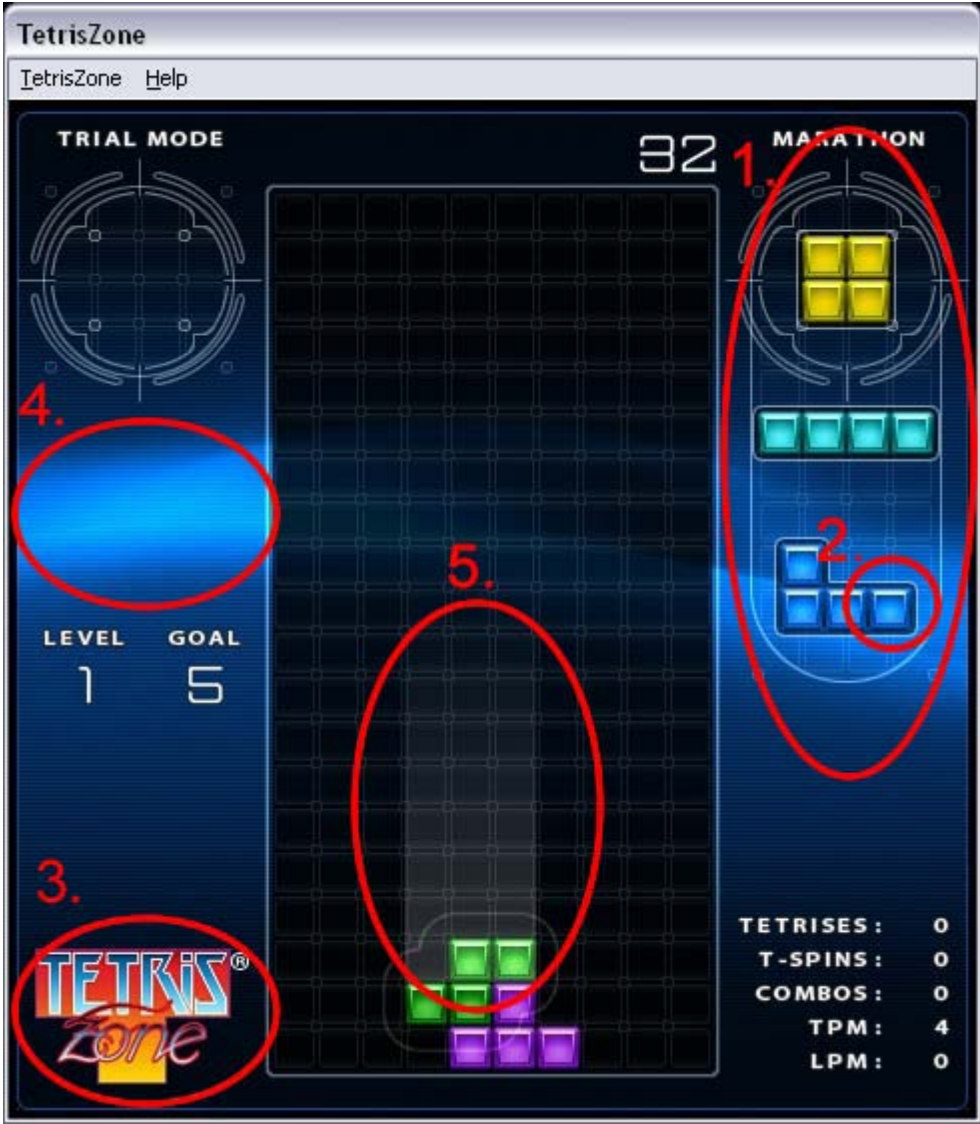 TetrisZone
TetrisZone Help
TRIAL MODE
32
MARATHON
1.
4.
2.
5.
LEVEL GOAL
1 5
3.
TETRIS®
Zone
TETRISES: 0
T-SPINS: 0
COMBOS: 0
TPM: 4
LPM: 0